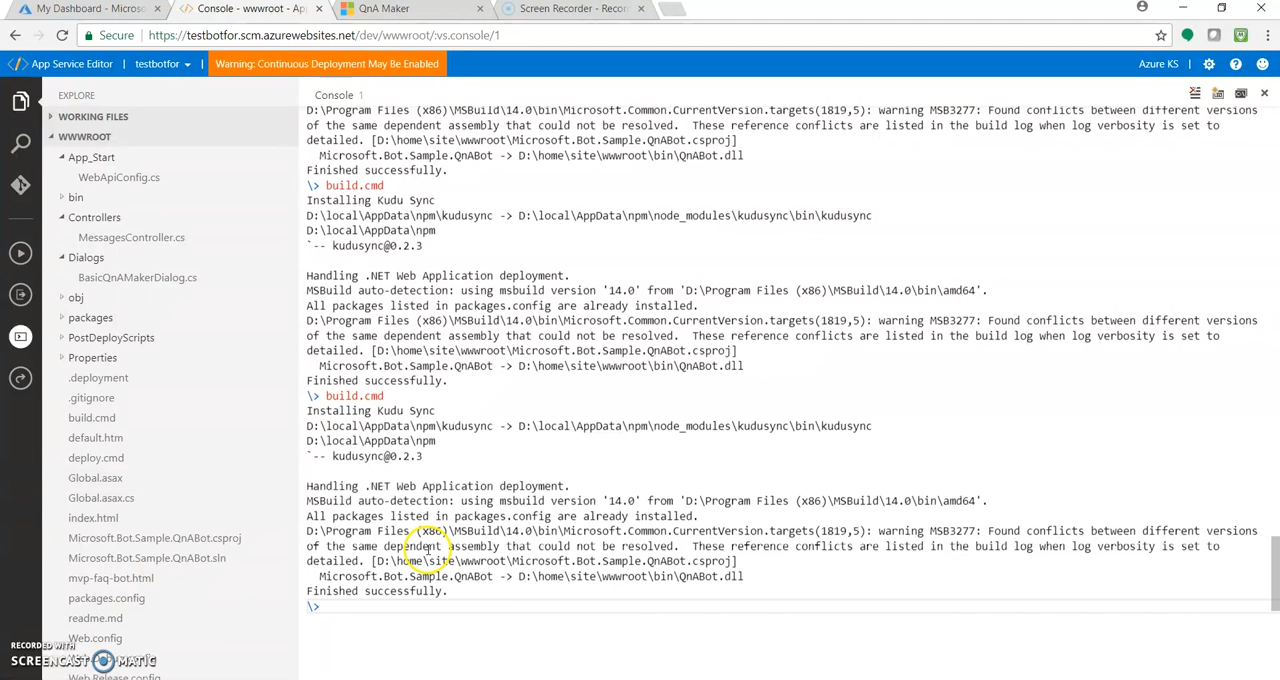 My Dashboard - Microso
Console - wwwroot - Ap
QnA Maker
Screen Recorder - Recor
Secure
https://testbotfor.scm.azurewebsites.net/dev/wwwroot/:vs.console/1
App Service Editor
testbotfor
Warning: Continuous Deployment May Be Enabled
Azure KS
EXPLORE
WORKING FILES
WWWROOT
App_Start
WebApiConfig.cs
bin
Controllers
MessagesController.cs
Dialogs
BasicQnAMakerDialog.cs
obj
packages
PostDeployScripts
Properties
.deployment
.gitignore
build.cmd
default.htm
deploy.cmd
Global.asax
Global.asax.cs
index.html
Microsoft.Bot.Sample.QnABot.csproj
Microsoft.Bot.Sample.QnABot.sln
mvp-faq-bot.html
packages.config
readme.md
Web.config
Web.Release.config
Console 1
D:\Program Files (x86)\MSBuild\14.0\bin\Microsoft.Common.CurrentVersion.targets(1819,5): warning MSB3277: Found conflicts between different versions
of the same dependent assembly that could not be resolved.  These reference conflicts are listed in the build log when log verbosity is set to
detailed. [D:\home\site\wwwroot\Microsoft.Bot.Sample.QnABot.csproj]
Microsoft.Bot.Sample.QnABot -> D:\home\site\wwwroot\bin\QnABot.dll
Finished successfully.
\> build.cmd
Installing Kudu Sync
D:\local\AppData\npm\kudusync -> D:\local\AppData\npm\node_modules\kudusync\bin\kudusync
D:\local\AppData\npm
`-- kudusync@0.2.3
Handling .NET Web Application deployment.
MSBuild auto-detection: using msbuild version '14.0' from 'D:\Program Files (x86)\MSBuild\14.0\bin\amd64'.
All packages listed in packages.config are already installed.
D:\Program Files (x86)\MSBuild\14.0\bin\Microsoft.Common.CurrentVersion.targets(1819,5): warning MSB3277: Found conflicts between different versions
of the same dependent assembly that could not be resolved.  These reference conflicts are listed in the build log when log verbosity is set to
detailed. [D:\home\site\wwwroot\Microsoft.Bot.Sample.QnABot.csproj]
Microsoft.Bot.Sample.QnABot -> D:\home\site\wwwroot\bin\QnABot.dll
Finished successfully.
\> build.cmd
Installing Kudu Sync
D:\local\AppData\npm\kudusync -> D:\local\AppData\npm\node_modules\kudusync\bin\kudusync
D:\local\AppData\npm
`-- kudusync@0.2.3
Handling .NET Web Application deployment.
MSBuild auto-detection: using msbuild version '14.0' from 'D:\Program Files (x86)\MSBuild\14.0\bin\amd64'.
All packages listed in packages.config are already installed.
D:\Program Files (x86)\MSBuild\14.0\bin\Microsoft.Common.CurrentVersion.targets(1819,5): warning MSB3277: Found conflicts between different versions
of the same dependent assembly that could not be resolved.  These reference conflicts are listed in the build log when log verbosity is set to
detailed. [D:\home\site\wwwroot\Microsoft.Bot.Sample.QnABot.csproj]
Microsoft.Bot.Sample.QnABot -> D:\home\site\wwwroot\bin\QnABot.dll
Finished successfully.
\>
RECORDED WITH
SCREENCAST MATIC